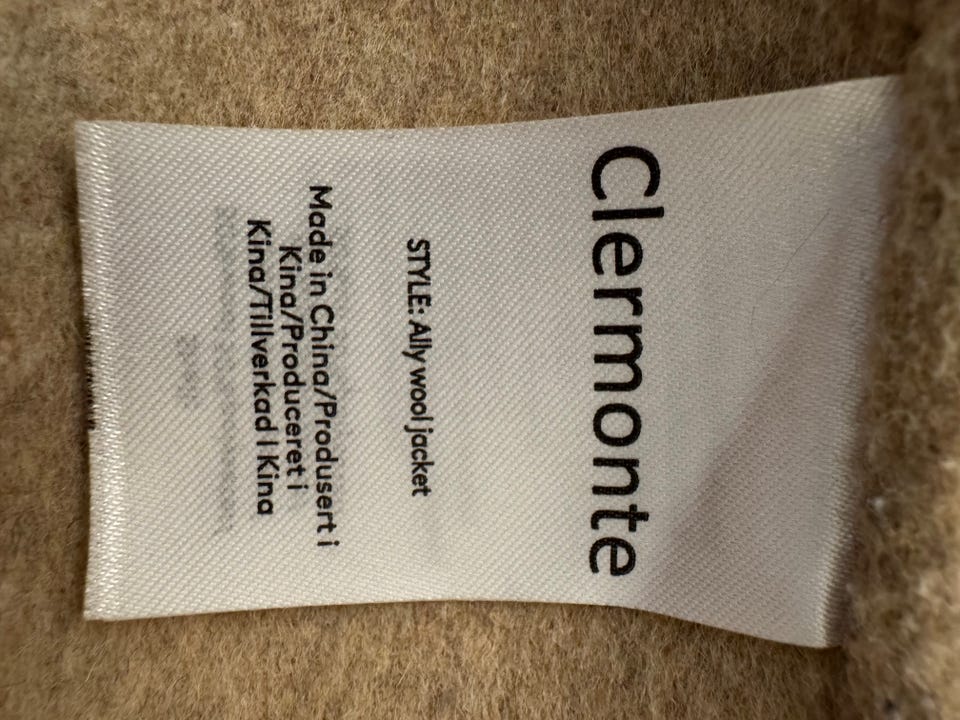 Clermonte
STYLE: Ally wool jacket
Made in China/Produsert i
Kina/Produceret i
Kina/Tillverkad I Kina